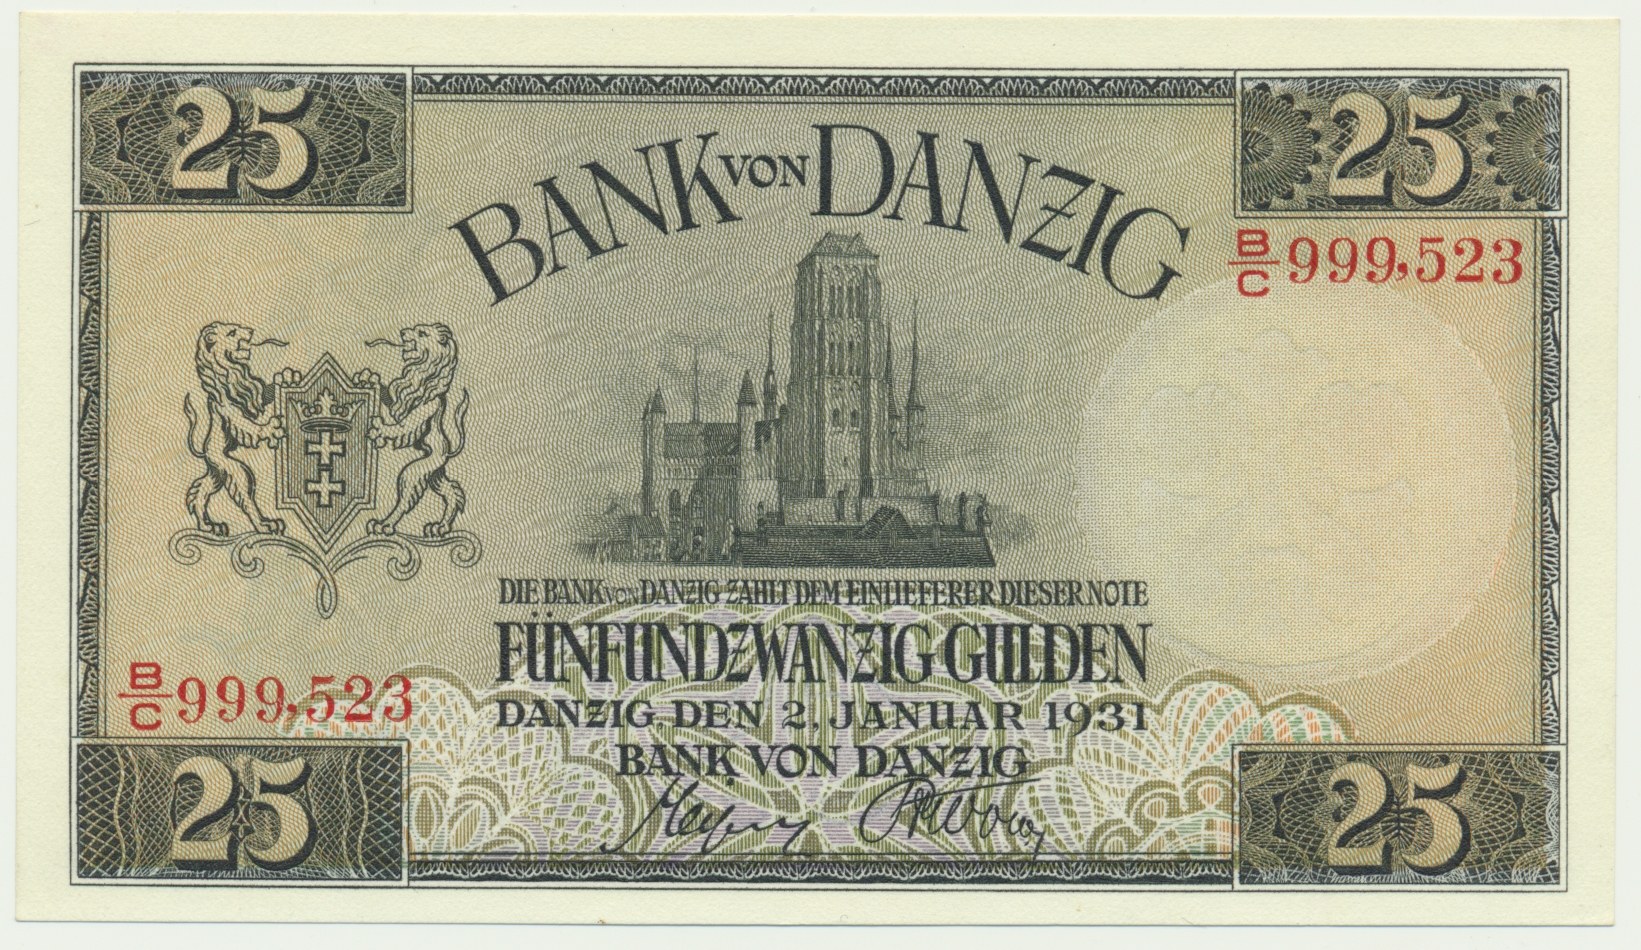 25 25
BANK VON DANZIG
B/C 999,523
DIE BANK VON DANZIG ZAHLT DEM EINLIEFERER DIESER NOTE
FÜNFUNDZWANZIG GULDEN
B/C 999,523
DANZIG DEN 2. JANUAR 1931
BANK VON DANZIG
25 25